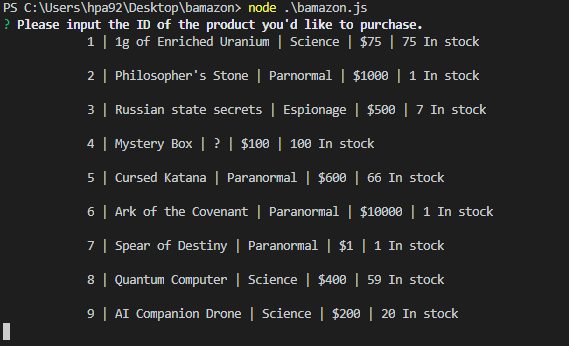 PS C:\Users\hpa92\Desktop\bamazon> node .\bamazon.js
? Please input the ID of the product you'd like to purchase.
1 | 1g of Enriched Uranium | Science | $75 | 75 In stock
2 | Philosopher's Stone | Parnormal | $1000 | 1 In stock
3 | Russian state secrets | Espionage | $500 | 7 In stock
4 | Mystery Box | ? | $100 | 100 In stock
5 | Cursed Katana | Paranormal | $600 | 66 In stock
6 | Ark of the Covenant | Paranormal | $10000 | 1 In stock
7 | Spear of Destiny | Paranormal | $1 | 1 In stock
8 | Quantum Computer | Science | $400 | 59 In stock
9 | AI Companion Drone | Science | $200 | 20 In stock